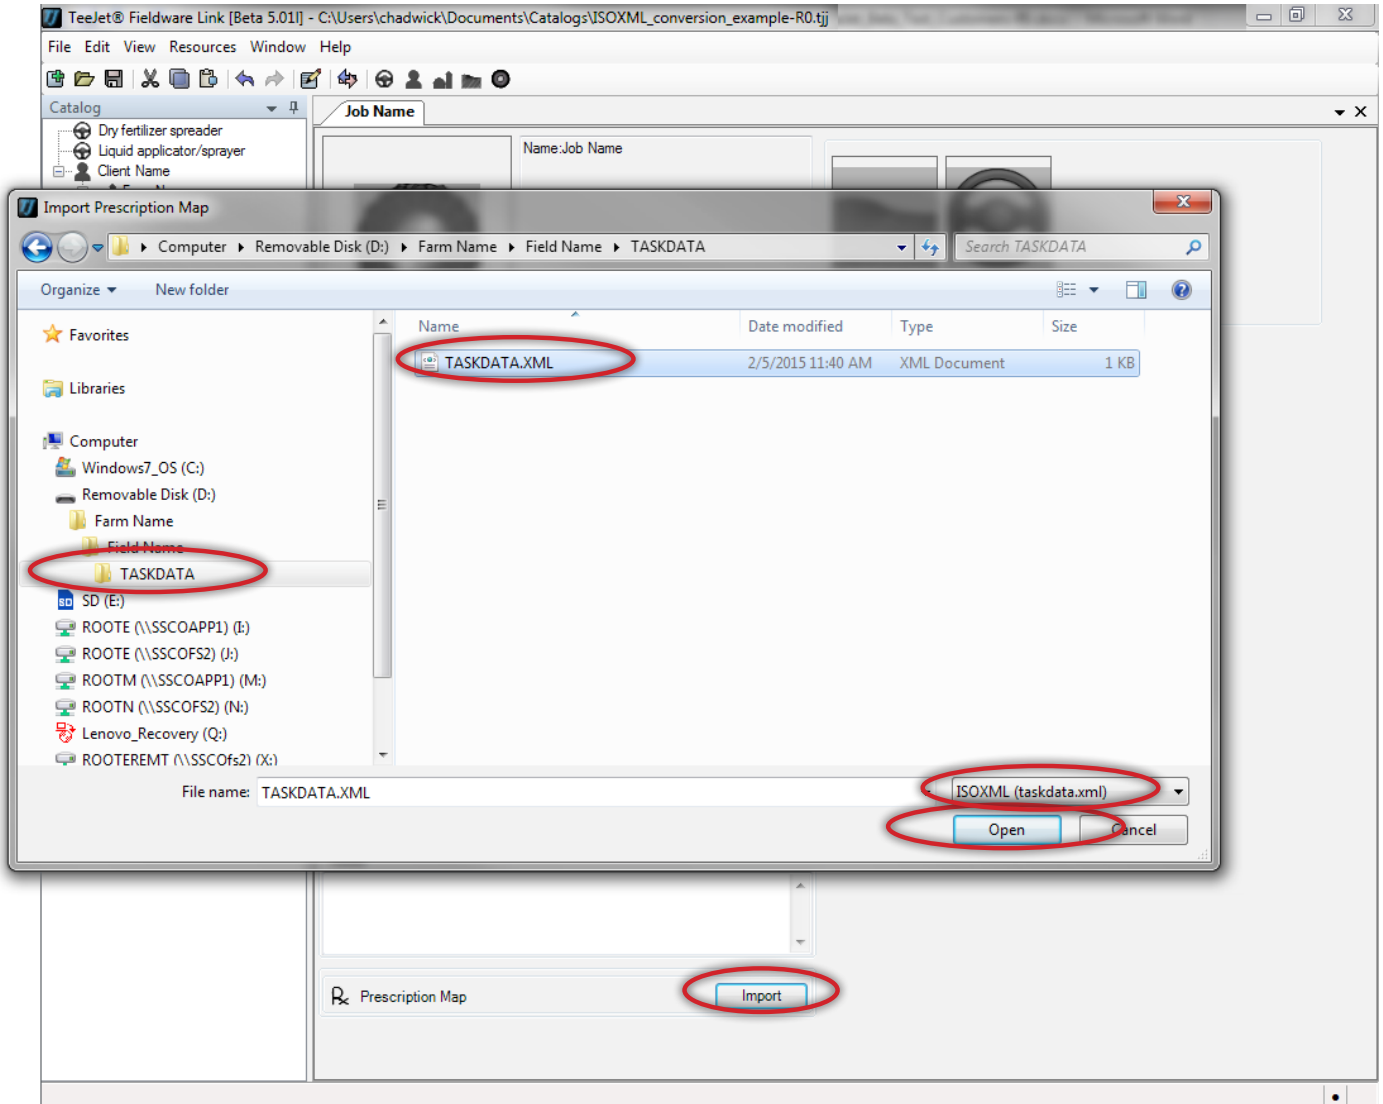 TeeJet® Fieldware Link [Beta 5.01I] - C:\Users\chadwick\Documents\Catalogs\ISOXML_conversion_example-R0.tjj
File Edit View Resources Window Help
Catalog
Job Name
Dry fertilizer spreader
Liquid applicator/sprayer
Client Name
Name:Job Name
Import Prescription Map
Computer Removable Disk (D:) Farm Name Field Name TASKDATA
Search TASKDATA
Organize New folder
Name Date modified Type Size
TASKDATA.XML 2/5/2015 11:40 AM XML Document 1 KB
Favorites
Libraries
Computer
Windows7_OS (C:)
Removable Disk (D:)
Farm Name
Field Name
TASKDATA
SD (E:)
ROOTE (\\SSCOAPP1) (I:)
ROOTE (\\SSCOFS2) (J:)
ROOTM (\\SSCOAPP1) (M:)
ROOTN (\\SSCOFS2) (N:)
Lenovo_Recovery (Q:)
ROOTEREMT (\\SSCOfs2) (X:)
File name: TASKDATA.XML
ISOXML (taskdata.xml)
Open Cancel
Rx Prescription Map
Import